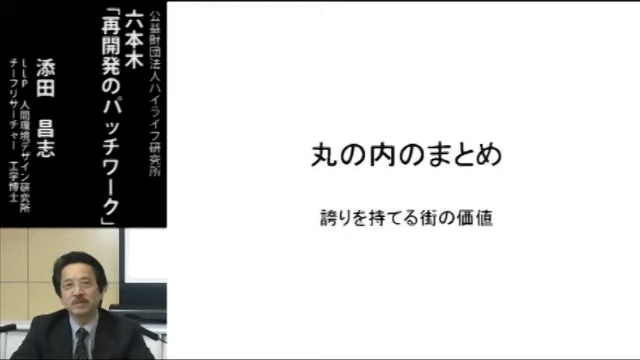 公益財団法人ハイライフ研究所
六本木
「再開発のパッチワーク」
添田 昌志
LLP 人間環境デザイン研究所
チーフリサーチャー 工学博士
丸の内のまとめ
誇りを持てる街の価値